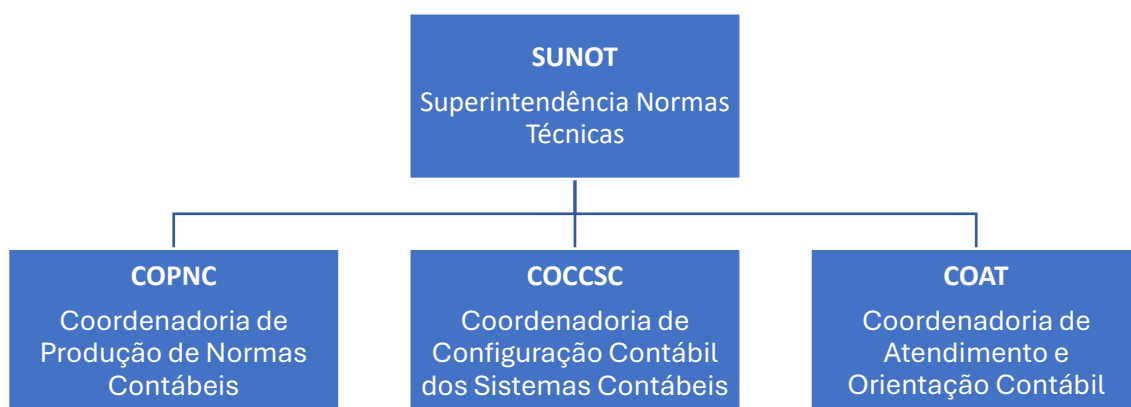 SUNOT
Superintendência Normas
Técnicas
COPNC
Coordenadoria de
Produção de Normas
Contábeis
COCCSC
Coordenadoria de
Configuração Contábil
dos Sistemas Contábeis
COAT
Coordenadoria de
Atendimento e
Orientação Contábil